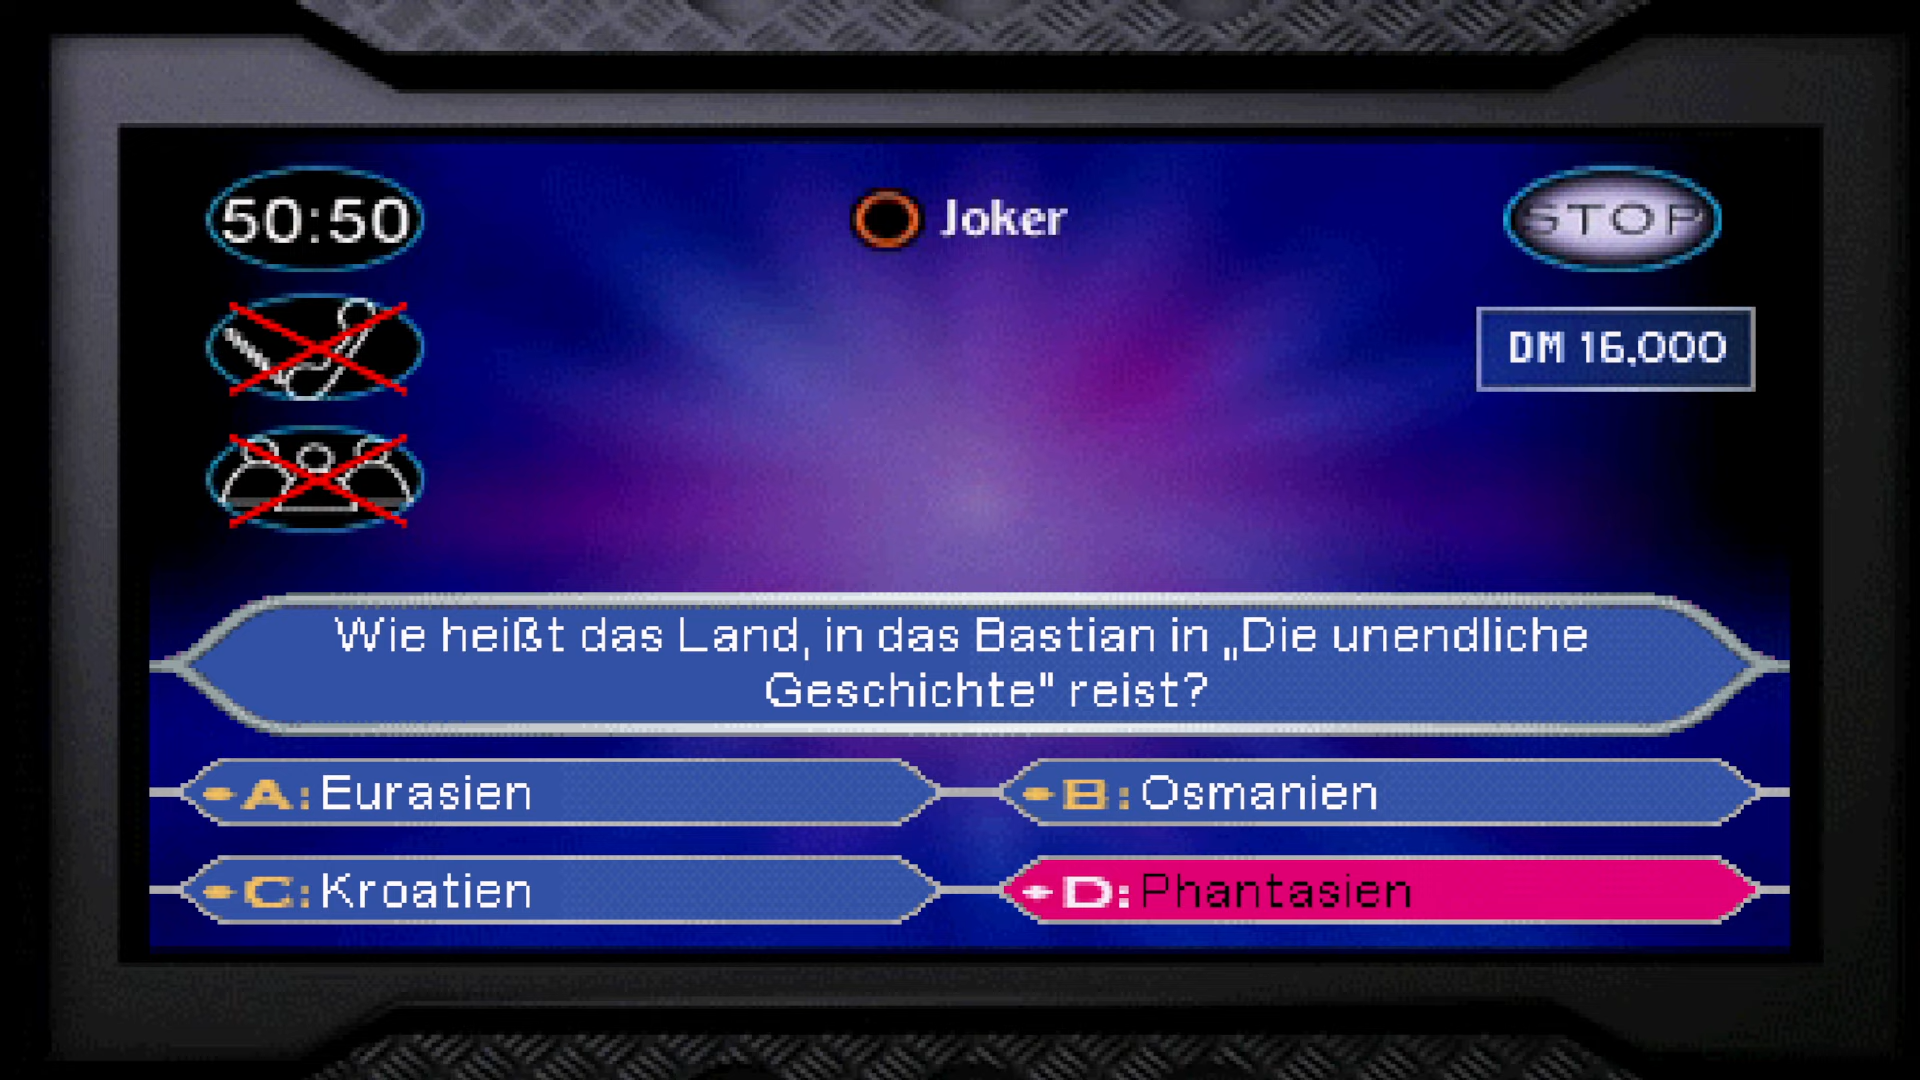 50:50
Joker
STOP
DM 16,000
Wie heißt das Land, in das Bastian in „Die unendliche
Geschichte" reist?
A: Eurasien
B: Osmanien
C: Kroatien
D: Phantasien